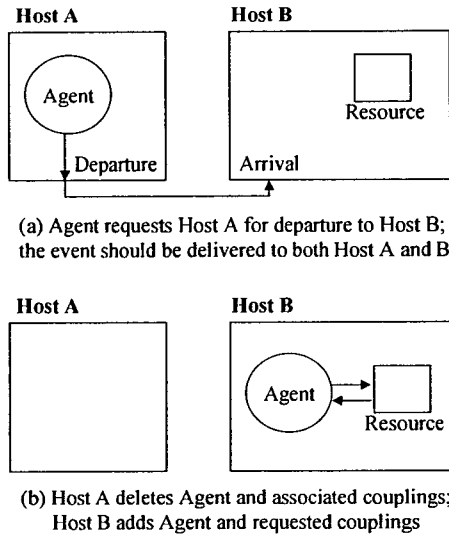 Host A
Host B
Agent
Resource
Departure
Arrival
(a) Agent requests Host A for departure to Host B;
the event should be delivered to both Host A and B
Host A
Host B
Agent
Resource
(b) Host A deletes Agent and associated couplings;
Host B adds Agent and requested couplings